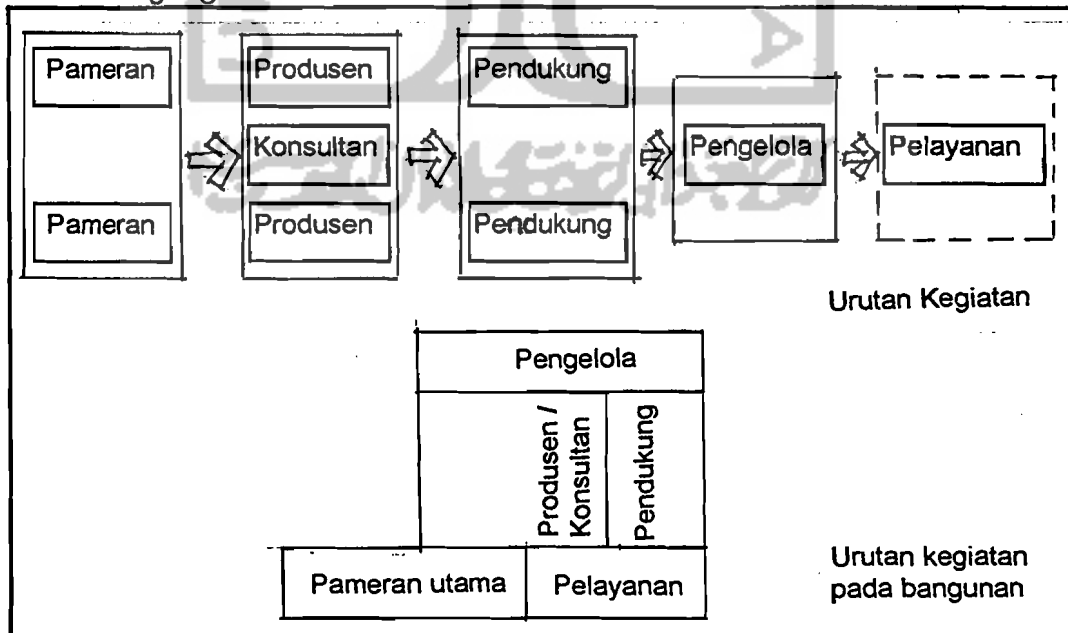 Pameran
Produsen
Pendukung
Konsultan
Pengelola
Pelayanan
Pameran
Produsen
Pendukung
Urutan Kegiatan
Pengelola
Produsen /
Konsultan
Pendukung
Pameran utama
Pelayanan
Urutan kegiatan
pada bangunan